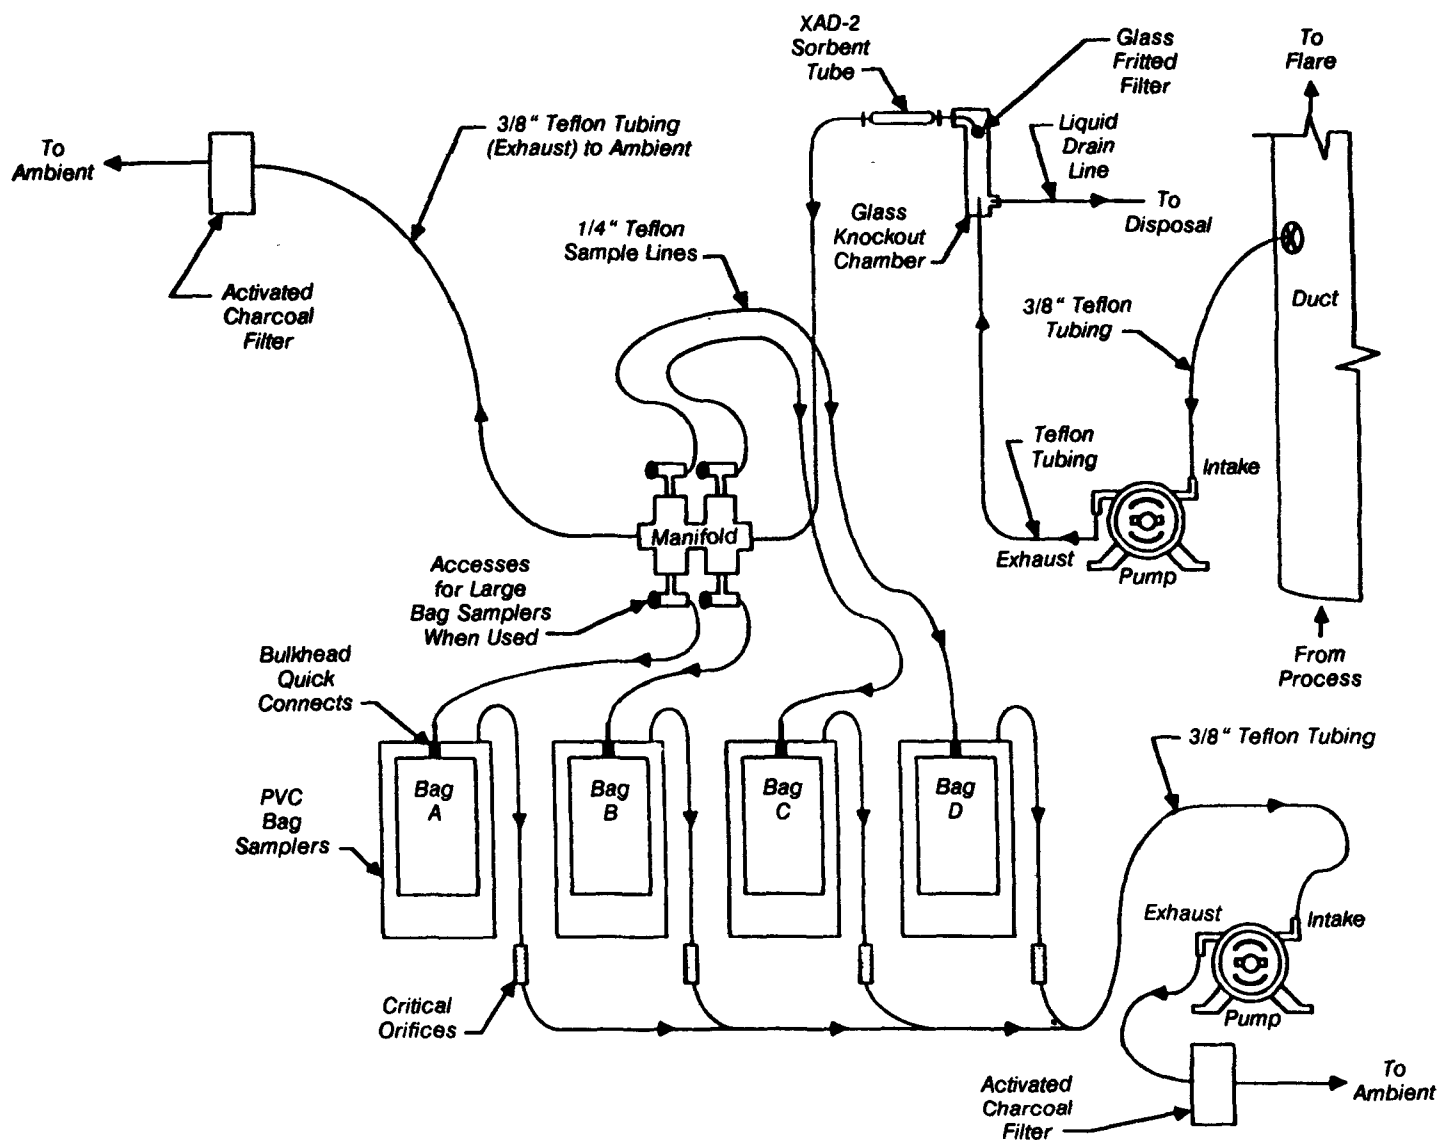 XAD-2
Sorbent
Tube
Glass
Fritted
Filter
To
Flare
To
Ambient
3/8" Teflon Tubing
(Exhaust) to Ambient
Liquid
Drain
Line
To
Disposal
1/4" Teflon
Sample Lines
Glass
Knockout
Chamber
Activated
Charcoal
Filter
Duct
3/8" Teflon
Tubing
Teflon
Tubing
Intake
Manifold
Exhaust
Pump
Accesses
for Large
Bag Samplers
When Used
Bulkhead
Quick
Connects
From
Process
3/8" Teflon Tubing
PVC
Bag
Samplers
Bag
A
Bag
B
Bag
C
Bag
D
Exhaust
Intake
Critical
Orifices
Pump
Activated
Charcoal
Filter
To
Ambient